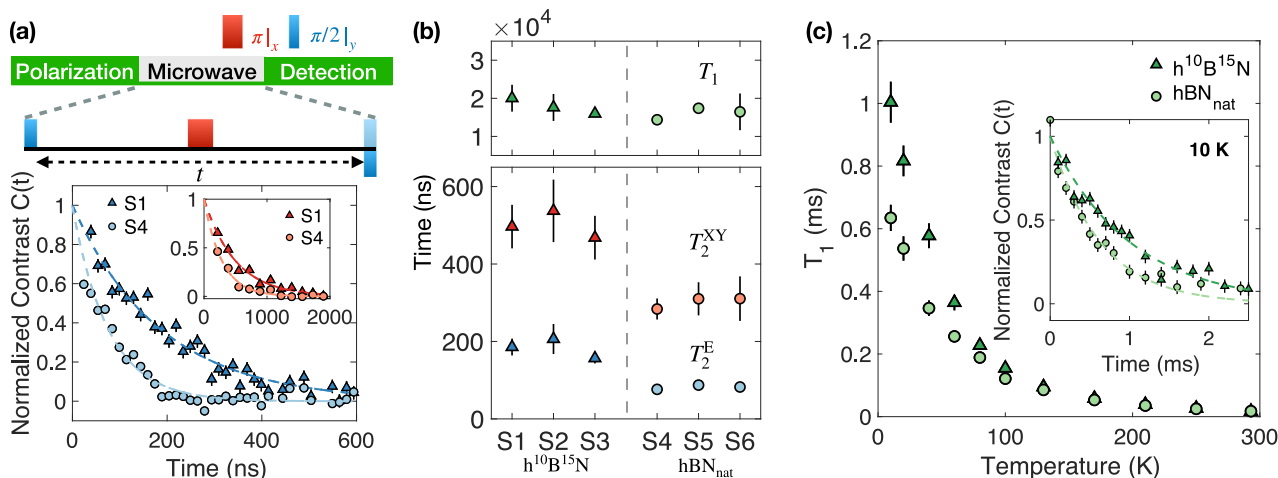 (a)
π|x π/2|y
Polarization Microwave Detection
t
Normalized Contrast C(t)
1
0.8
0.6
0.4
0.2
0
0 200 400 600
Time (ns)
S1
S4
1
0.5
0
0 1000 2000
S1
S4
(b)
×10⁴
4
3
2
1
0
T1
Time (ns)
600
400
200
0
T2^XY
T2^E
S1 S2 S3 S4 S5 S6
h¹⁰B¹⁵N hBNnat
(c)
T1 (ms)
1.2
1
0.8
0.6
0.4
0.2
0
0 100 200 300
Temperature (K)
h¹⁰B¹⁵N
hBNnat
10 K
Normalized Contrast C(t)
1
0.5
0
0 1 2
Time (ms)